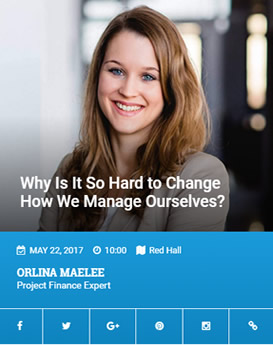 Why Is It So Hard to Change
How We Manage Ourselves?
MAY 22, 2017 10:00 Red Hall
ORLINA MAELEE
Project Finance Expert